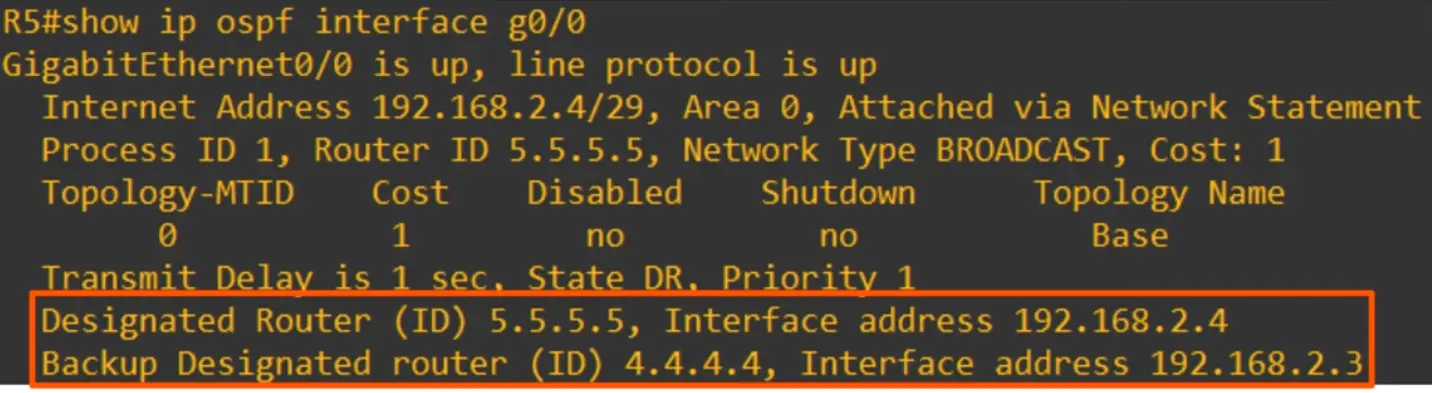 R5#show ip ospf interface g0/0
GigabitEthernet0/0 is up, line protocol is up
Internet Address 192.168.2.4/29, Area 0, Attached via Network Statement
Process ID 1, Router ID 5.5.5.5, Network Type BROADCAST, Cost: 1
Topology-MTID Cost Disabled Shutdown Topology Name
0 1 no no Base
Transmit Delay is 1 sec, State DR, Priority 1
Designated Router (ID) 5.5.5.5, Interface address 192.168.2.4
Backup Designated router (ID) 4.4.4.4, Interface address 192.168.2.3